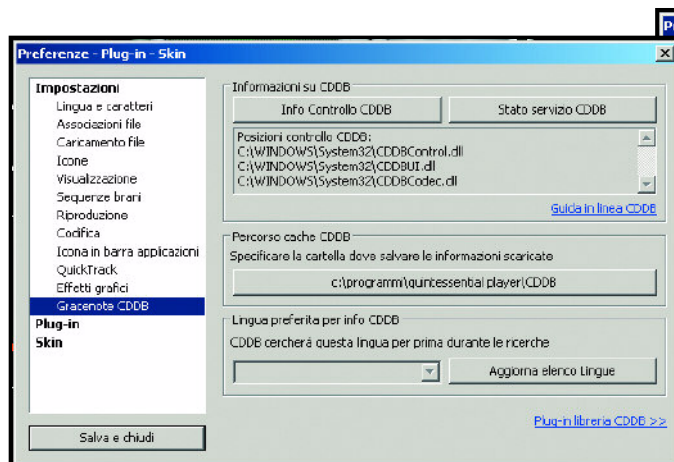 Preferenze - Plug-in - Skin
Impostazioni
Lingua e caratteri
Associazioni file
Caricamento file
Icone
Visualizzazione
Sequenze brani
Riproduzione
Codifica
Icona in barra applicazioni
QuickTrack
Effetti grafici
Gracenote CDDB
Plug-in
Skin
Salva e chiudi
Informazioni su CDDB
Info Controllo CDDB
Stato servizio CDDB
Posizioni controllo CDDB:
C:\WINDOWS\System32\CDDBControl.dll
C:\WINDOWS\System32\CDDBUI.dll
C:\WINDOWS\System32\CDDBCodec.dll
Guida in linea CDDB
Percorso cache CDDB
Specificare la cartella dove salvare le informazioni scaricate
c:\programmi\quintessential player\CDDB
Lingua preferita per info CDDB
CDDB cercherá questa lingua per prima durante le ricerche
Aggiorna elenco Lingue
Plug-in libreria CDDB >>